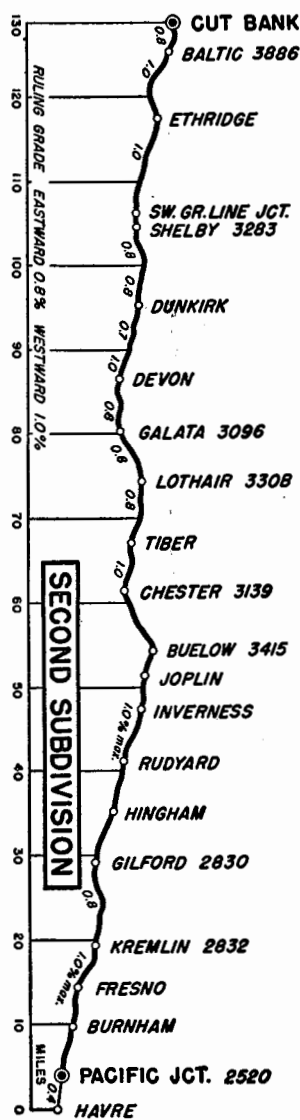 130
CUT BANK
0.8
BALTIC 3886
1.0
120
ETHRIDGE
1.0
110
SW. GR. LINE JCT.
SHELBY 3283
0.8
100
0.8
DUNKIRK
0.7
90
1.0
DEVON
0.8
80
GALATA 3096
0.6
LOTHAIR 3308
0.8
70
TIBER
1.0
CHESTER 3139
60
BUELOW 3415
JOPLIN
50
INVERNESS
1.0% max.
RUDYARD
40
HINGHAM
30
GILFORD 2830
0.8
20
KREMLIN 2832
1.0% max.
FRESNO
10
BURNHAM
MILES
PACIFIC JCT. 2520
0.4
0
HAVRE
RULING GRADE EASTWARD 0.8% WESTWARD 1.0%
SECOND SUBDIVISION